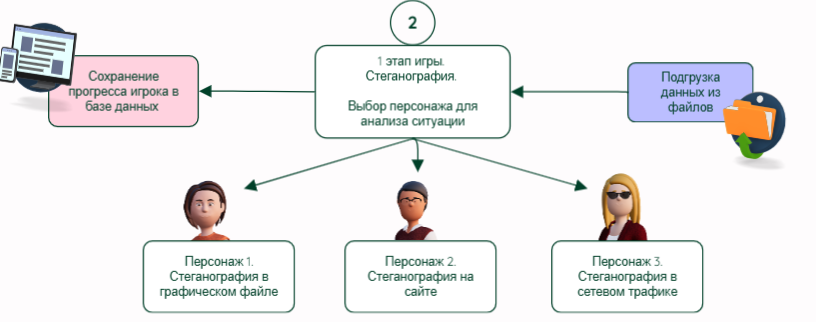 2
1 этап игры.
Стеганография.
Выбор персонажа для
анализа ситуации
Сохранение
прогресса игрока в
базе данных
Подгрузка
данных из
файлов
Персонаж 1.
Стеганография в
графическом файле
Персонаж 2.
Стеганография на
сайте
Персонаж 3.
Стеганография в
сетевом трафике